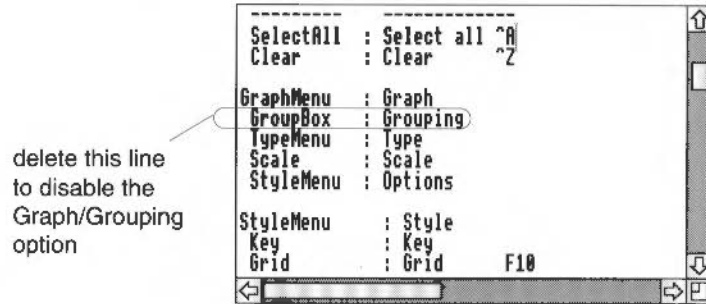 ---------- --------------
SelectAll : Select all ^A
Clear : Clear ^Z
GraphMenu : Graph
GroupBox : Grouping
TypeMenu : Type
Scale : Scale
StyleMenu : Options
StyleMenu : Style
Key : Key
Grid : Grid F10
delete this line
to disable the
Graph/Grouping
option